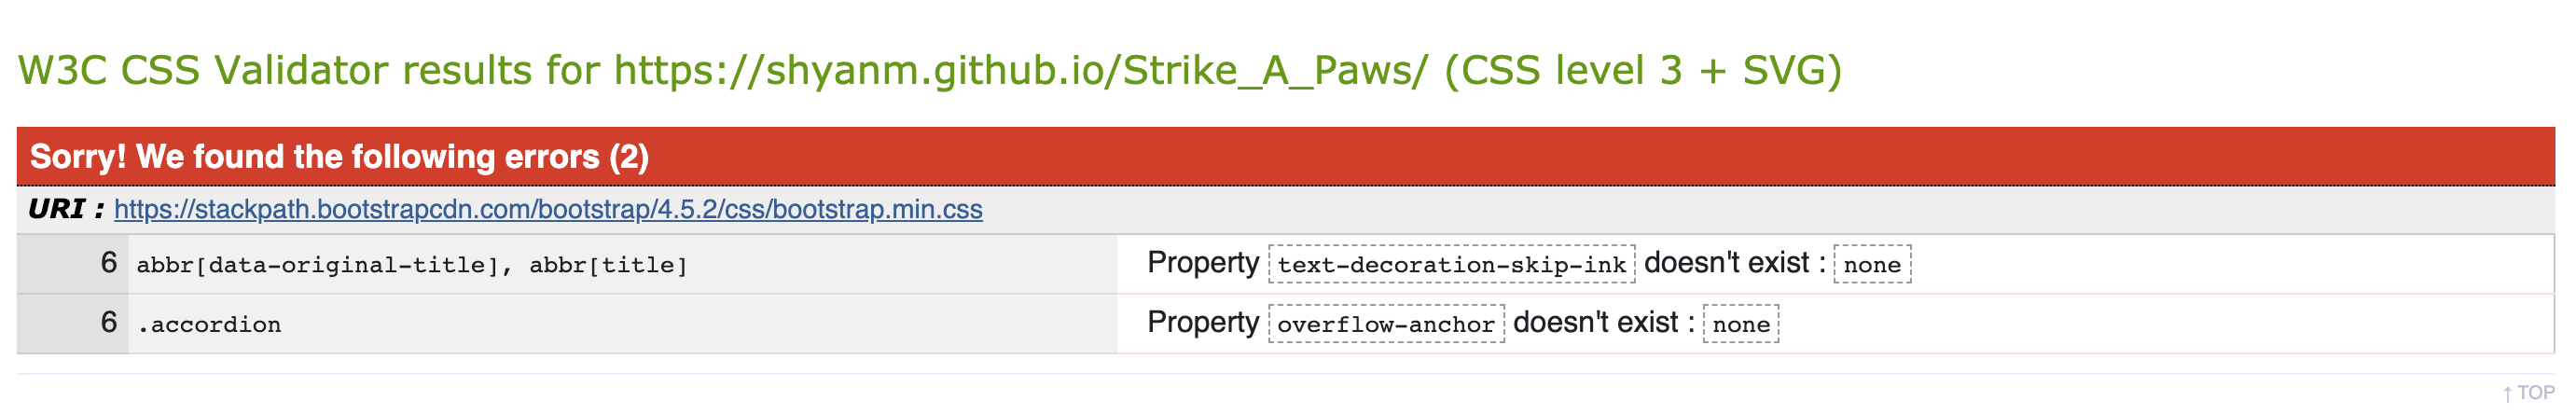 W3C CSS Validator results for https://shyanm.github.io/Strike_A_Paws/ (CSS level 3 + SVG)
Sorry! We found the following errors (2)
URI : https://stackpath.bootstrapcdn.com/bootstrap/4.5.2/css/bootstrap.min.css
6 abbr[data-original-title], abbr[title] Property text-decoration-skip-ink doesn't exist : none
6 .accordion Property overflow-anchor doesn't exist : none
↑ TOP